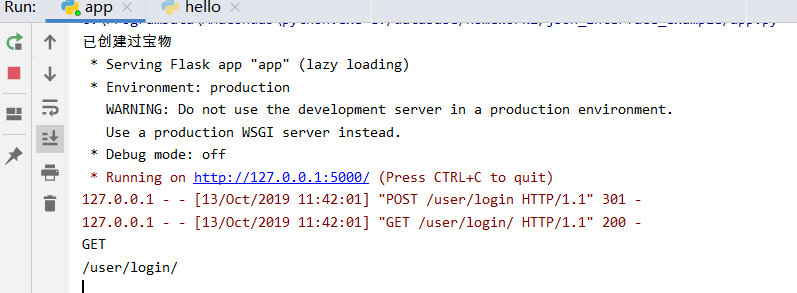 Run: app hello
已创建过宝物
* Serving Flask app "app" (lazy loading)
* Environment: production
WARNING: Do not use the development server in a production environment.
Use a production WSGI server instead.
* Debug mode: off
* Running on http://127.0.0.1:5000/ (Press CTRL+C to quit)
127.0.0.1 - - [13/Oct/2019 11:42:01] "POST /user/login HTTP/1.1" 301 -
127.0.0.1 - - [13/Oct/2019 11:42:01] "GET /user/login/ HTTP/1.1" 200 -
GET
/user/login/